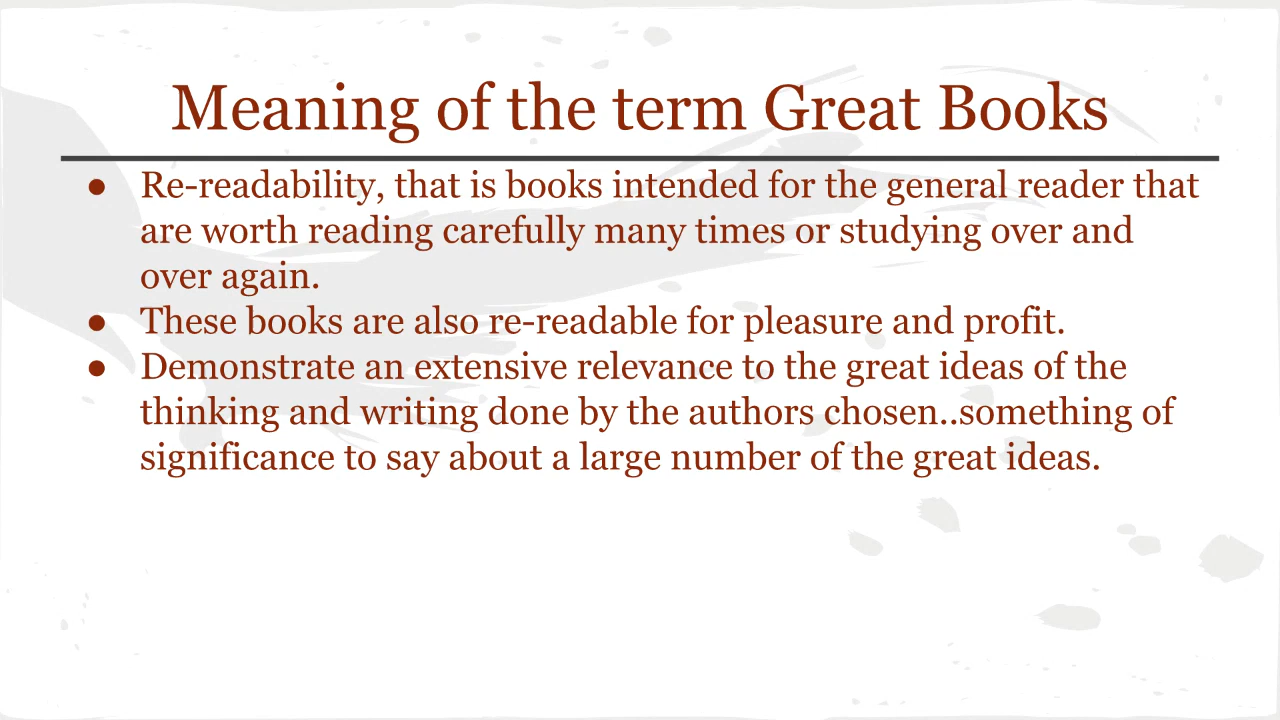 Meaning of the term Great Books
● Re-readability, that is books intended for the general reader that
are worth reading carefully many times or studying over and
over again.
● These books are also re-readable for pleasure and profit.
● Demonstrate an extensive relevance to the great ideas of the
thinking and writing done by the authors chosen..something of
significance to say about a large number of the great ideas.